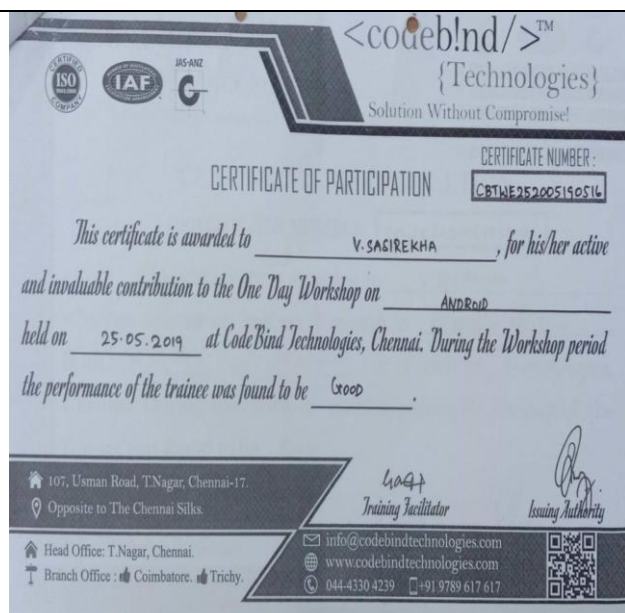 <codeb!nd/>™
{Technologies}
Solution Without Compromise!
CERTIFIED
ISO
COMPANY
IAF
JAS-ANZ
CERTIFICATE NUMBER :
CERTIFICATE OF PARTICIPATION
CBTWE252005190516
This certificate is awarded to V.SASIREKHA, for his/her active
and invaluable contribution to the One Day Workshop on ANDROID
held on 25.05.2019 at CodeBind Technologies, Chennai. During the Workshop period
the performance of the trainee was found to be GOOD.
107, Usman Road, T.Nagar, Chennai-17.
Opposite to The Chennai Silks.
Training Facilitator
Issuing Authority
Head Office: T.Nagar, Chennai.
Branch Office : Coimbatore. Trichy.
info@codebindtechnologies.com
www.codebindtechnologies.com
044-4330 4239 +91 9789 617 617